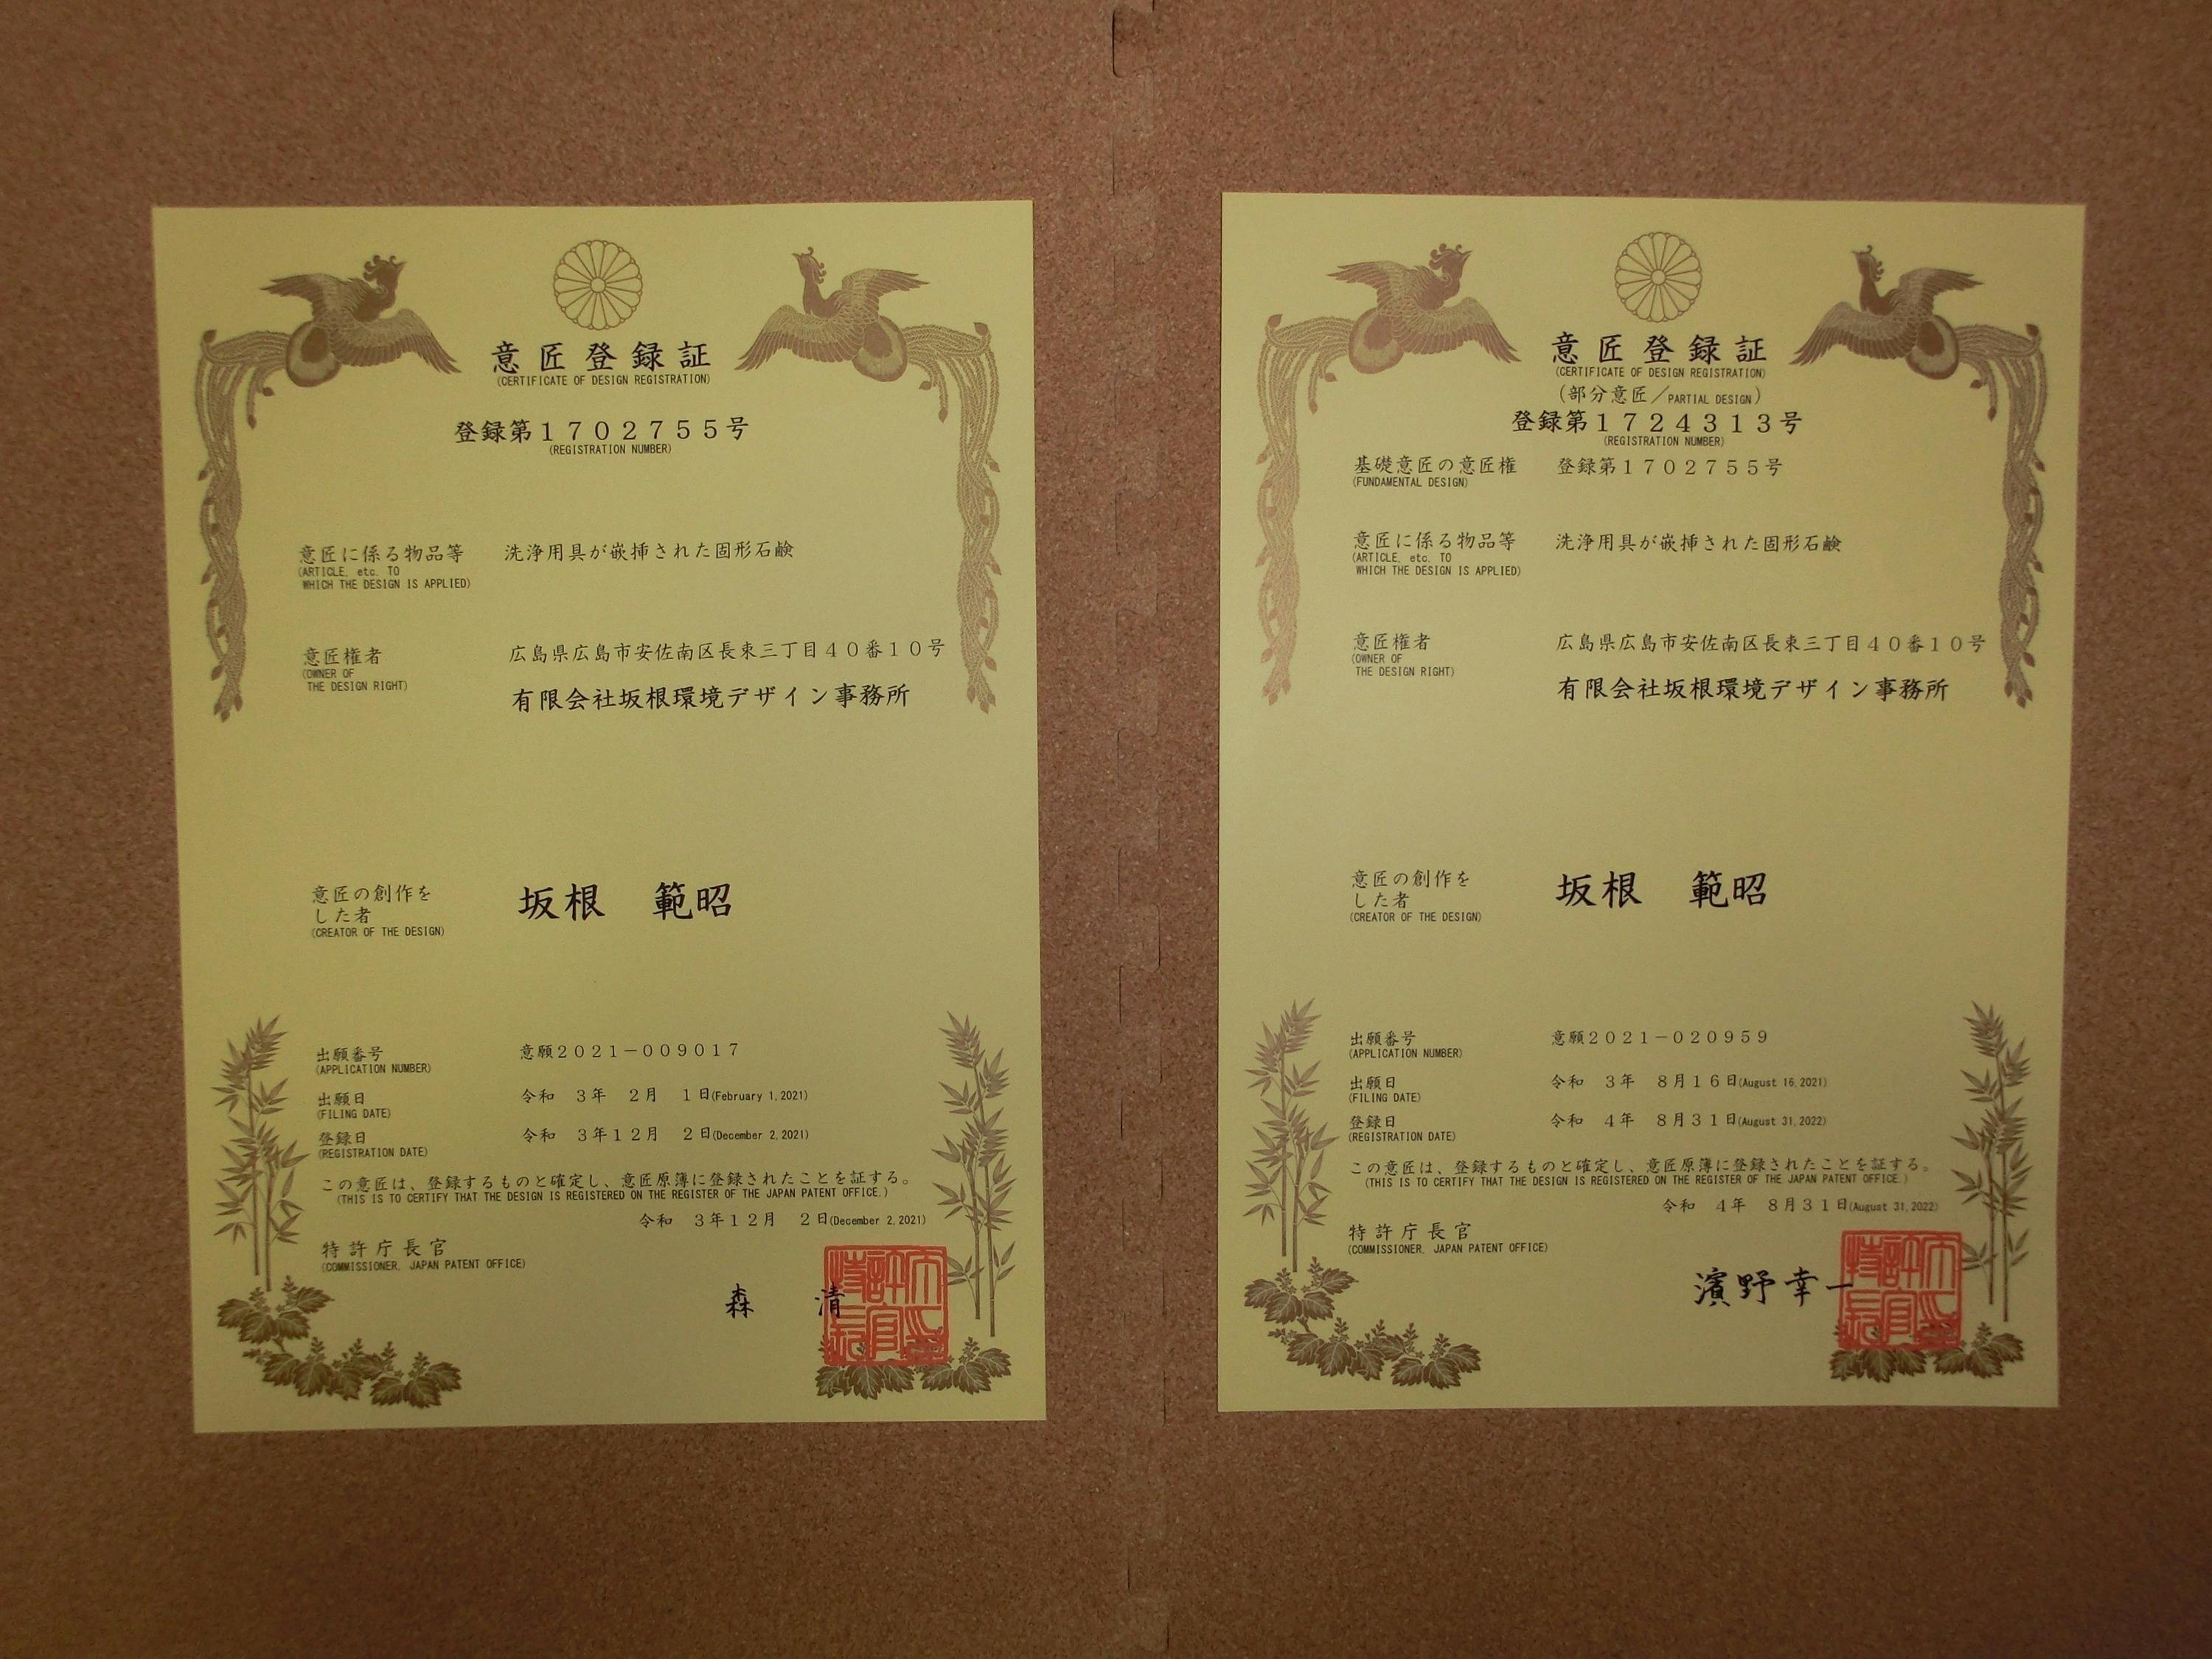 意匠登録証
(CERTIFICATE OF DESIGN REGISTRATION)
登録第1702755号
(REGISTRATION NUMBER)
意匠に係る物品等 洗浄用具が嵌挿された固形石鹸
(ARTICLE, etc. TO
WHICH THE DESIGN IS APPLIED)
意匠権者 広島県広島市安佐南区長束三丁目40番10号
(OWNER OF
THE DESIGN RIGHT)
有限会社坂根環境デザイン事務所
意匠の創作を
した者
(CREATOR OF THE DESIGN)
坂根 範昭
出願番号 意願2021-009017
(APPLICATION NUMBER)
出願日 令和 3年 2月 1日(February 1,2021)
(FILING DATE)
登録日 令和 3年12月 2日(December 2,2021)
(REGISTRATION DATE)
この意匠は、登録するものと確定し、意匠原簿に登録されたことを証する。
(THIS IS TO CERTIFY THAT THE DESIGN IS REGISTERED ON THE REGISTER OF THE JAPAN PATENT OFFICE.)
令和 3年12月 2日(December 2,2021)
特許庁長官
(COMMISSIONER, JAPAN PATENT OFFICE)
森 清
特許庁長官之印
意匠登録証
(CERTIFICATE OF DESIGN REGISTRATION)
(部分意匠/PARTIAL DESIGN)
登録第1724313号
(REGISTRATION NUMBER)
基礎意匠の意匠権 登録第1702755号
(FUNDAMENTAL DESIGN)
意匠に係る物品等 洗浄用具が嵌挿された固形石鹸
(ARTICLE, etc. TO
WHICH THE DESIGN IS APPLIED)
意匠権者 広島県広島市安佐南区長束三丁目40番10号
(OWNER OF
THE DESIGN RIGHT)
有限会社坂根環境デザイン事務所
意匠の創作を
した者
(CREATOR OF THE DESIGN)
坂根 範昭
出願番号 意願2021-020959
(APPLICATION NUMBER)
出願日 令和 3年 8月16日(August 16,2021)
(FILING DATE)
登録日 令和 4年 8月31日(August 31,2022)
(REGISTRATION DATE)
この意匠は、登録するものと確定し、意匠原簿に登録されたことを証する。
(THIS IS TO CERTIFY THAT THE DESIGN IS REGISTERED ON THE REGISTER OF THE JAPAN PATENT OFFICE.)
令和 4年 8月31日(August 31,2022)
特許庁長官
(COMMISSIONER, JAPAN PATENT OFFICE)
濱野幸一
特許庁長官之印